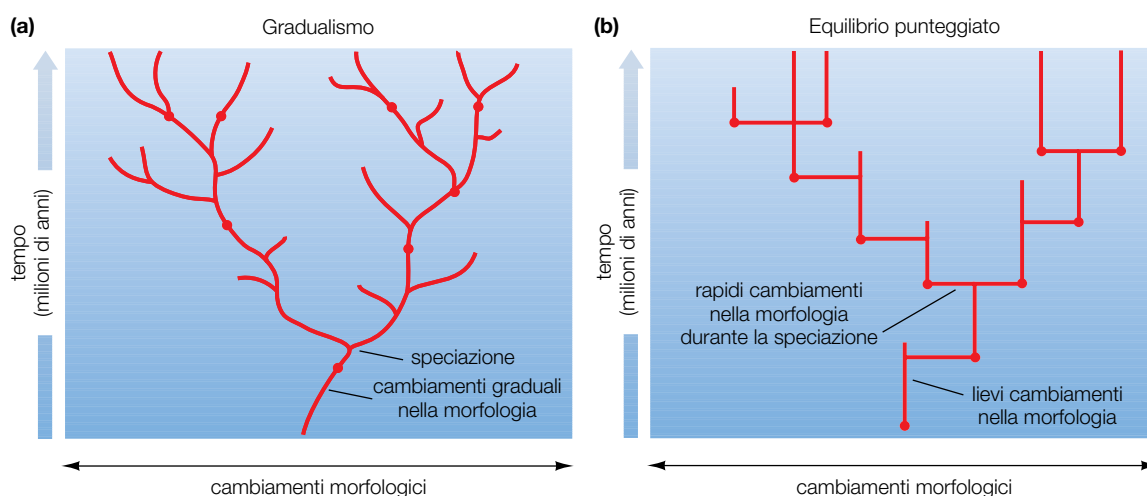 (a)
Gradualismo
tempo
(milioni di anni)
speciazione
cambiamenti graduali
nella morfologia
cambiamenti morfologici
(b)
Equilibrio punteggiato
tempo
(milioni di anni)
rapidi cambiamenti
nella morfologia
durante la speciazione
lievi cambiamenti
nella morfologia
cambiamenti morfologici